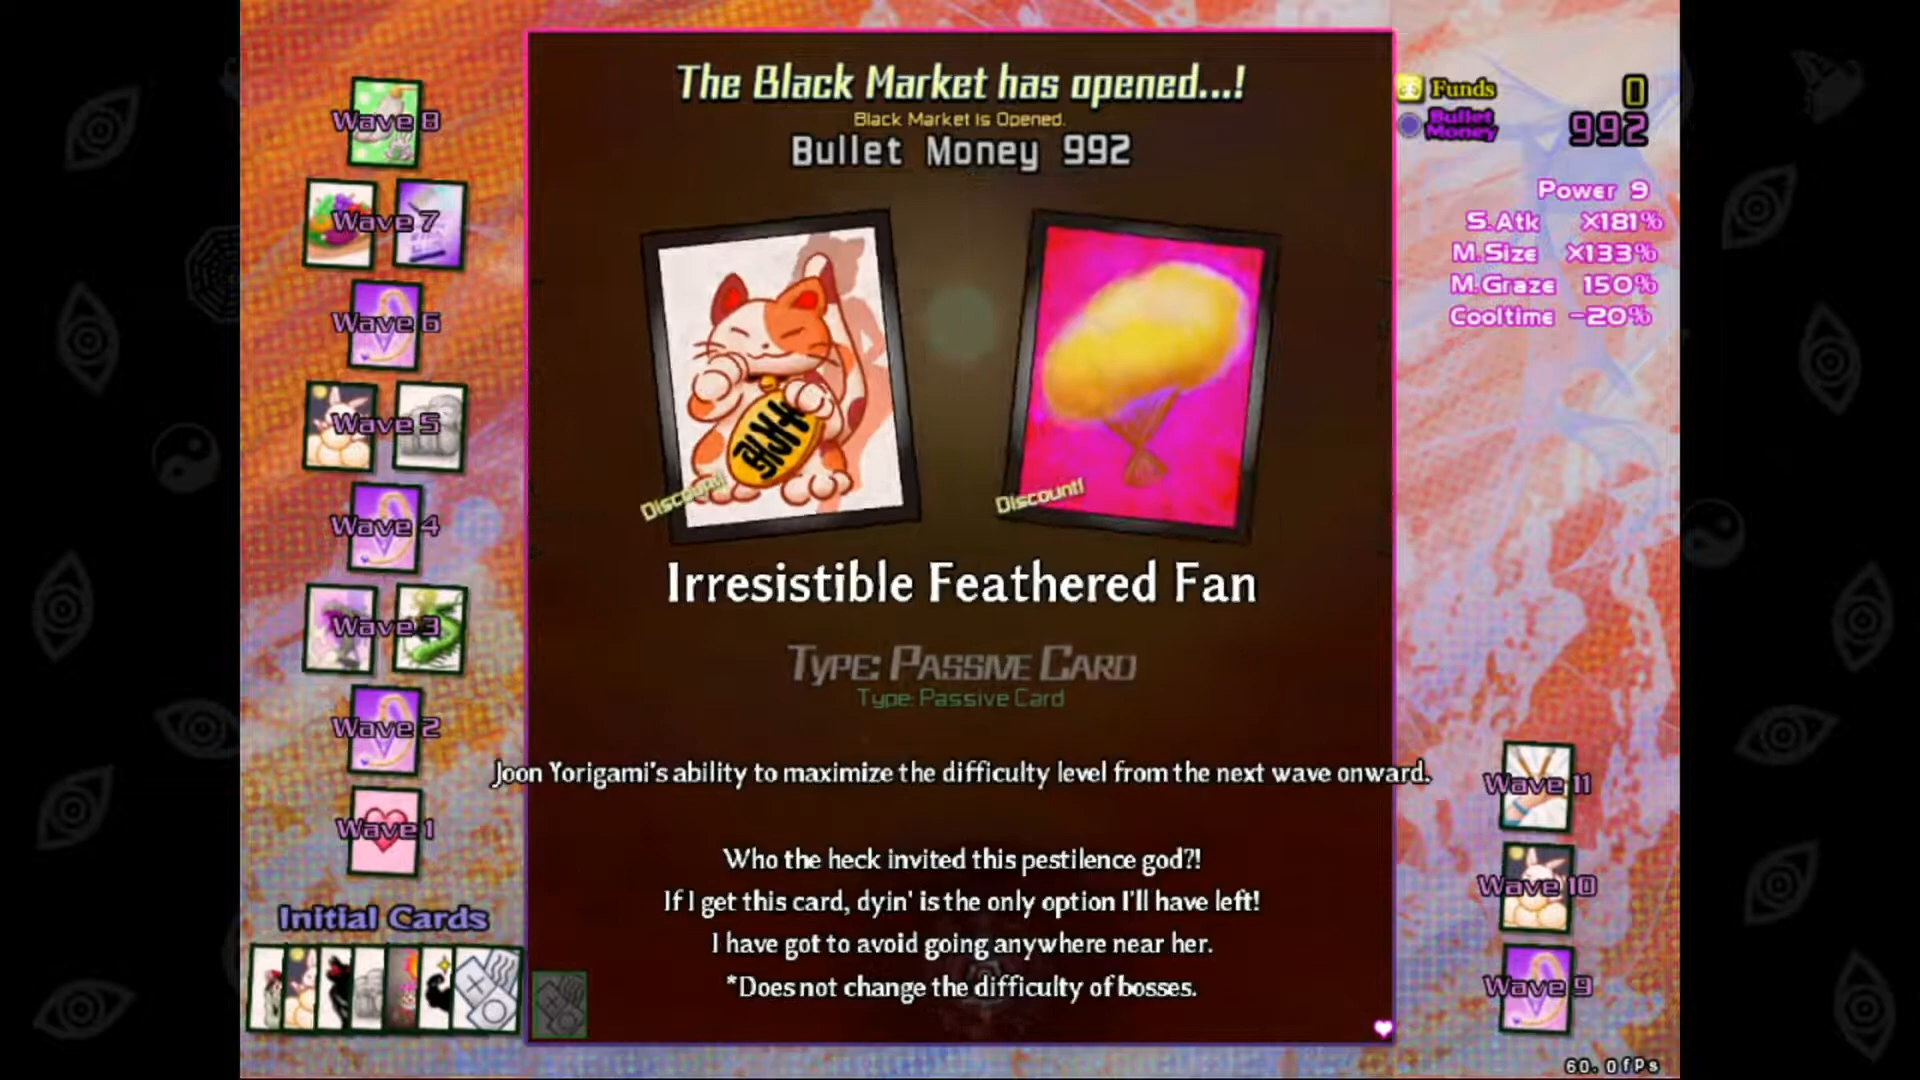 The Black Market has opened...!
Black Market is Opened.
Bullet Money 992
Discount!
Discount!
Irresistible Feathered Fan
Type: Passive Card
Type: Passive Card
Joon Yorigami's ability to maximize the difficulty level from the next wave onward.
Who the heck invited this pestilence god?!
If I get this card, dyin' is the only option I'll have left!
I have got to avoid going anywhere near her.
*Does not change the difficulty of bosses.
Wave 8
Wave 7
Wave 6
Wave 5
Wave 4
Wave 3
Wave 2
Wave 1
Initial Cards
Funds 0
Bullet Money 992
Power 9
S.Atk ×181%
M.Size ×133%
M.Graze 150%
Cooltime -20%
Wave 11
Wave 10
Wave 9
60.0fps